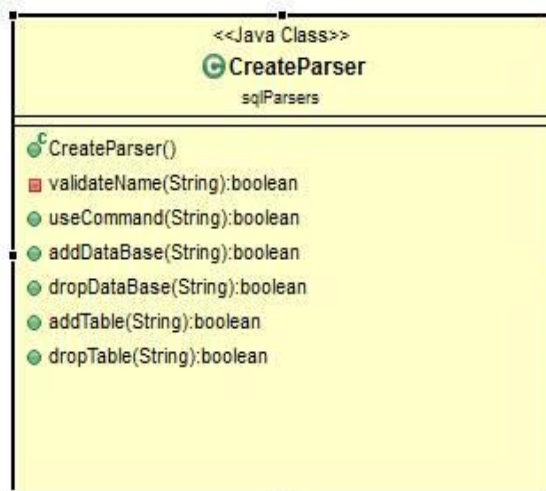 <<Java Class>>
CreateParser
sqlParsers
CreateParser()
validateName(String):boolean
useCommand(String):boolean
addDataBase(String):boolean
dropDataBase(String):boolean
addTable(String):boolean
dropTable(String):boolean